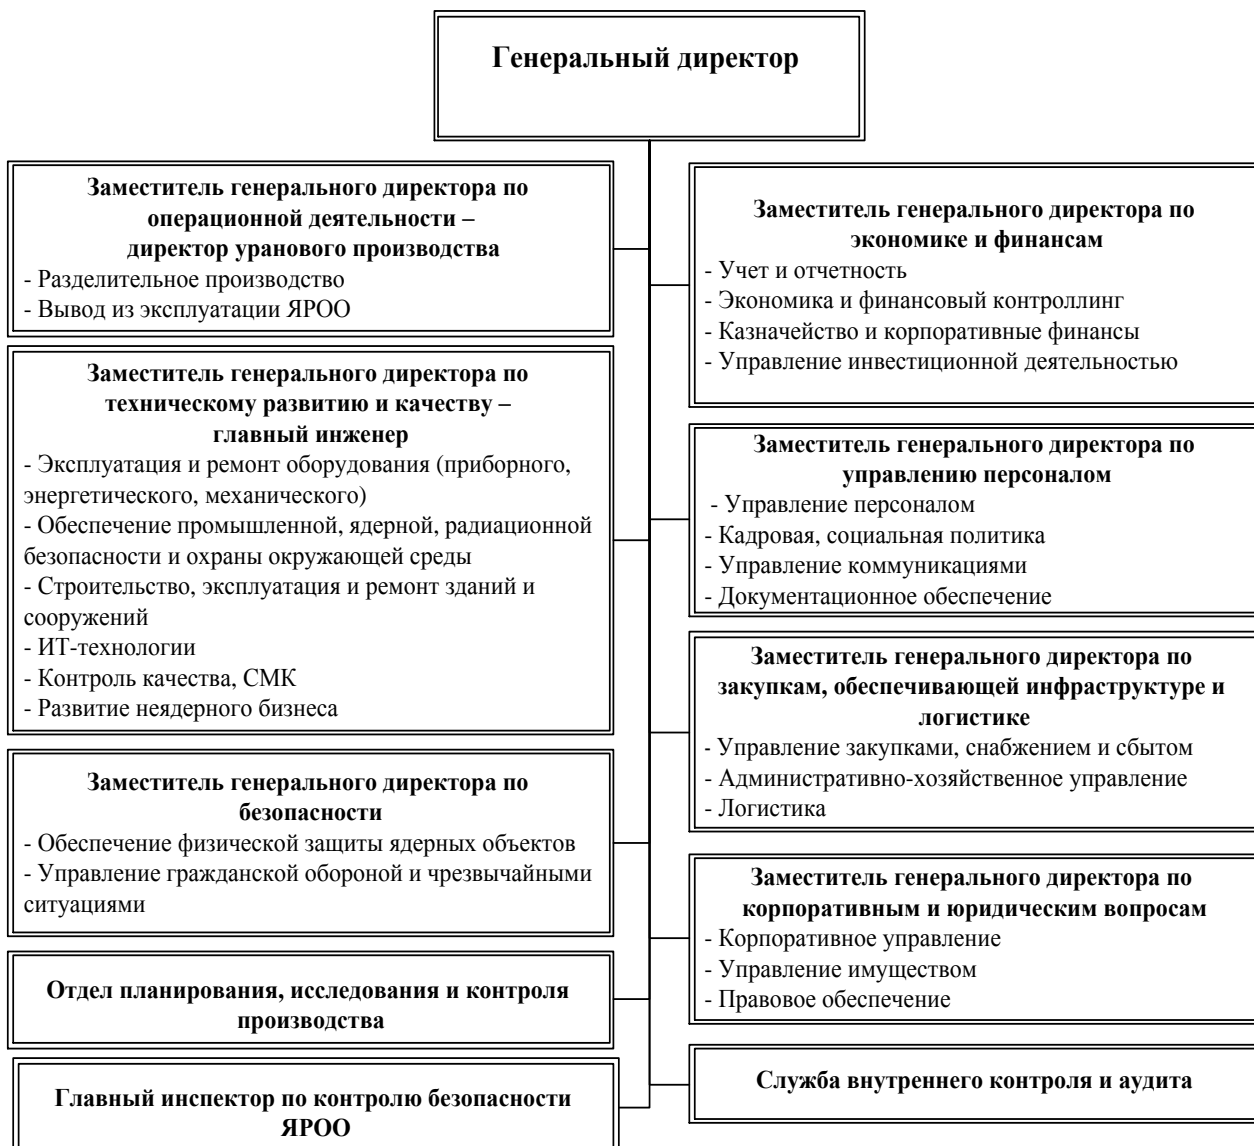 Генеральный директор
Заместитель генерального директора по
операционной деятельности –
директор уранового производства
- Разделительное производство
- Вывод из эксплуатации ЯРОО
Заместитель генерального директора по
техническому развитию и качеству –
главный инженер
- Эксплуатация и ремонт оборудования (приборного,
энергетического, механического)
- Обеспечение промышленной, ядерной, радиационной
безопасности и охраны окружающей среды
- Строительство, эксплуатация и ремонт зданий и
сооружений
- ИТ-технологии
- Контроль качества, СМК
- Развитие неядерного бизнеса
Заместитель генерального директора по
безопасности
- Обеспечение физической защиты ядерных объектов
- Управление гражданской обороной и чрезвычайными
ситуациями
Отдел планирования, исследования и контроля
производства
Главный инспектор по контролю безопасности
ЯРОО
Заместитель генерального директора по
экономике и финансам
- Учет и отчетность
- Экономика и финансовый контроллинг
- Казначейство и корпоративные финансы
- Управление инвестиционной деятельностью
Заместитель генерального директора по
управлению персоналом
- Управление персоналом
- Кадровая, социальная политика
- Управление коммуникациями
- Документационное обеспечение
Заместитель генерального директора по
закупкам, обеспечивающей инфраструктуре и
логистике
- Управление закупками, снабжением и сбытом
- Административно-хозяйственное управление
- Логистика
Заместитель генерального директора по
корпоративным и юридическим вопросам
- Корпоративное управление
- Управление имуществом
- Правовое обеспечение
Служба внутреннего контроля и аудита